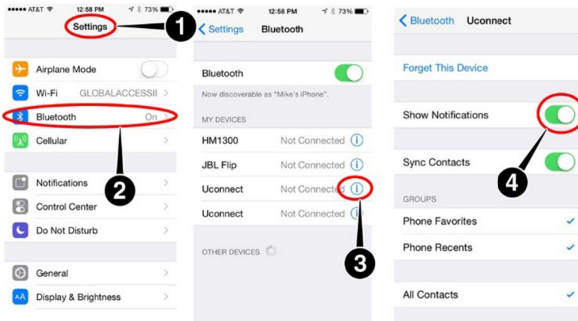 ●●●●● AT&T 12:58 PM 73%
Settings
1
Airplane Mode
Wi-Fi GLOBALACCESSII
Bluetooth On
Cellular
2
Notifications
Control Center
Do Not Disturb
General
AA Display & Brightness
●●●●● AT&T 12:58 PM 73%
Settings Bluetooth
Bluetooth
Now discoverable as "Mike's iPhone".
MY DEVICES
HM1300 Not Connected i
JBL Flip Not Connected i
Uconnect Not Connected i
Uconnect Not Connected i
3
OTHER DEVICES
Bluetooth Uconnect
Forget This Device
Show Notifications
Sync Contacts
4
GROUPS
Phone Favorites
Phone Recents
All Contacts